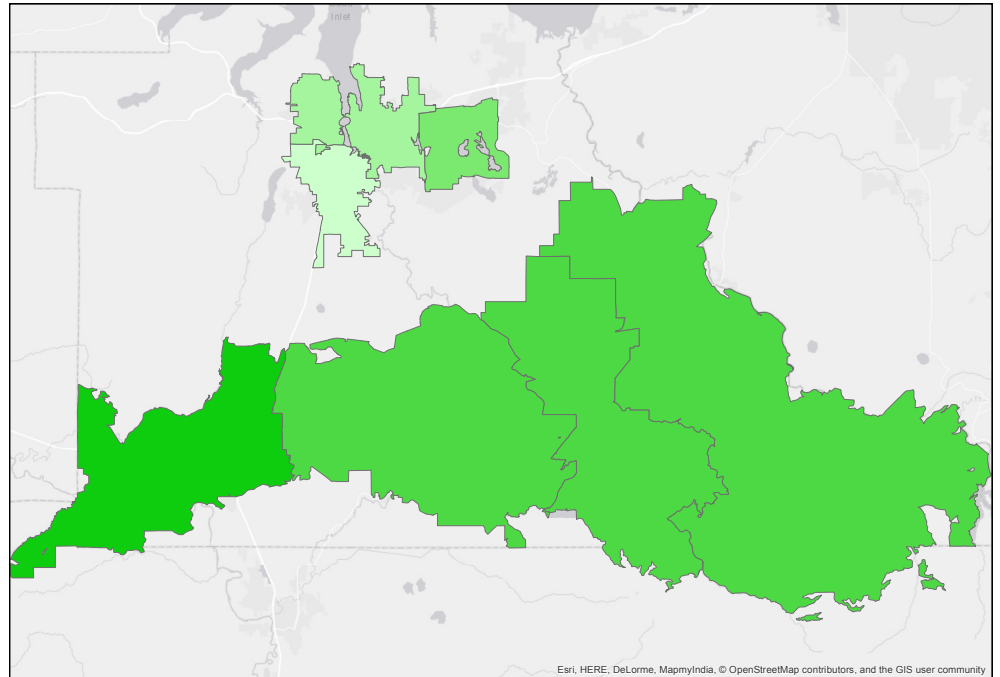 Inlet
Esri, HERE, DeLorme, MapmyIndia, © OpenStreetMap contributors, and the GIS user community